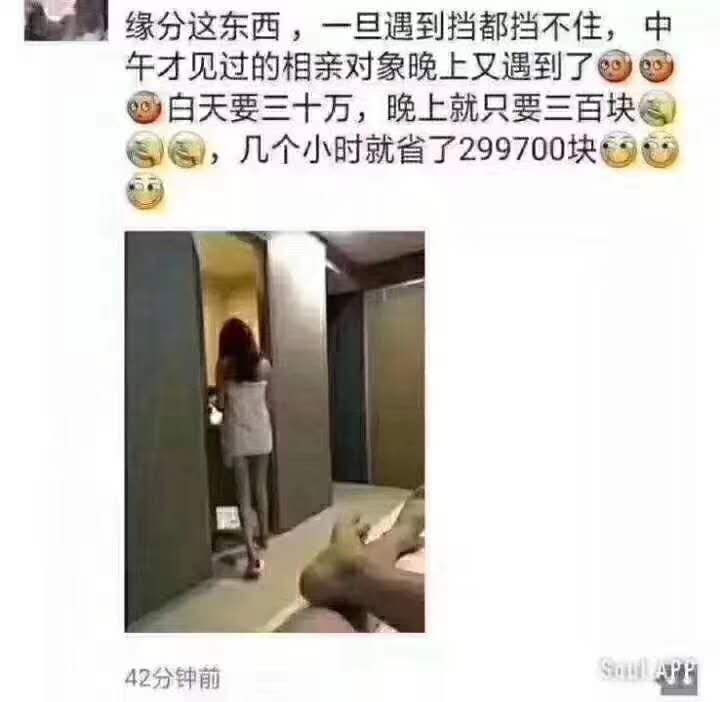 缘分这东西，一旦遇到挡都挡不住，中
午才见过的相亲对象晚上又遇到了
白天要三十万，晚上就只要三百块
，几个小时就省了299700块
42分钟前
Soul APP